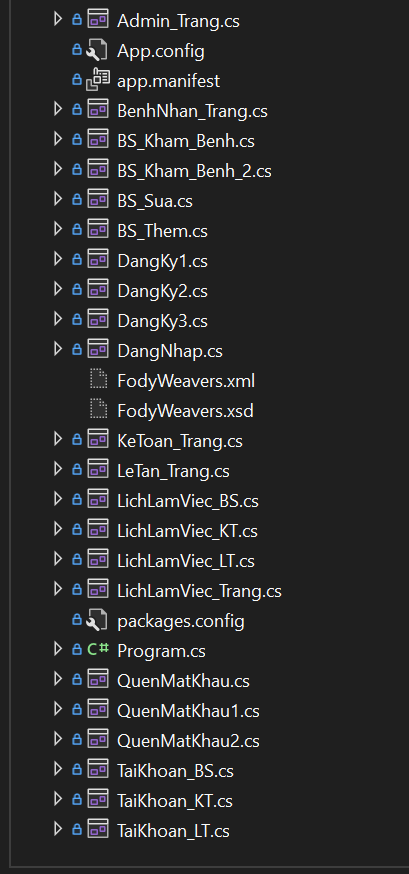 Admin_Trang.cs
App.config
app.manifest
BenhNhan_Trang.cs
BS_Kham_Benh.cs
BS_Kham_Benh_2.cs
BS_Sua.cs
BS_Them.cs
DangKy1.cs
DangKy2.cs
DangKy3.cs
DangNhap.cs
FodyWeavers.xml
FodyWeavers.xsd
KeToan_Trang.cs
LeTan_Trang.cs
LichLamViec_BS.cs
LichLamViec_KT.cs
LichLamViec_LT.cs
LichLamViec_Trang.cs
packages.config
C# Program.cs
QuenMatKhau.cs
QuenMatKhau1.cs
QuenMatKhau2.cs
TaiKhoan_BS.cs
TaiKhoan_KT.cs
TaiKhoan_LT.cs